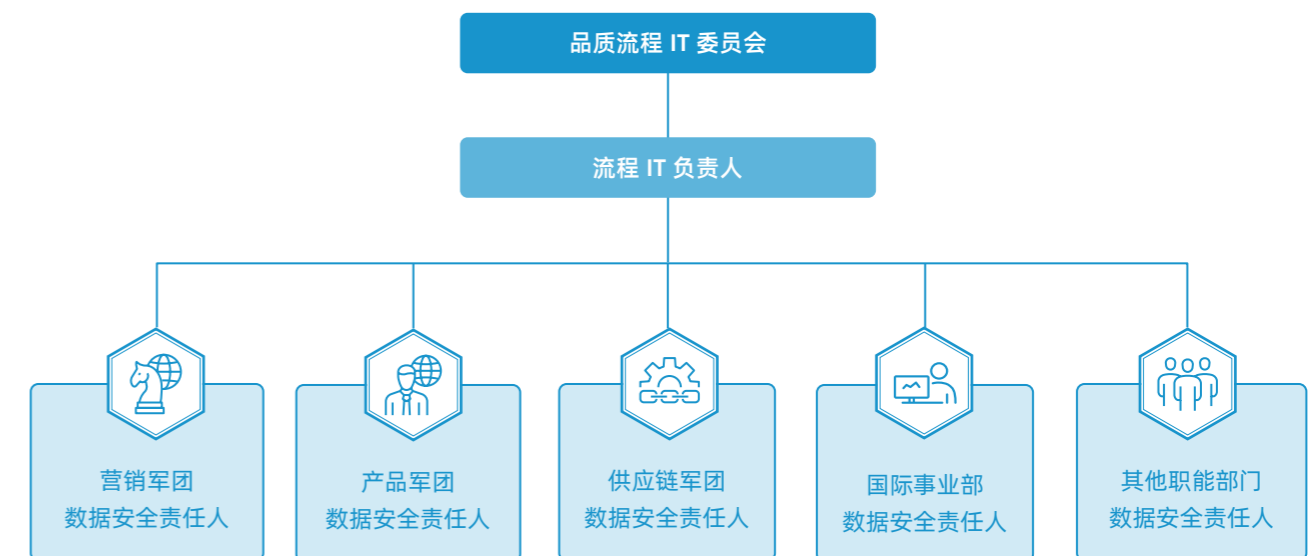 品质流程 IT 委员会
流程 IT 负责人
营销军团
数据安全责任人
产品军团
数据安全责任人
供应链军团
数据安全责任人
国际事业部
数据安全责任人
其他职能部门
数据安全责任人